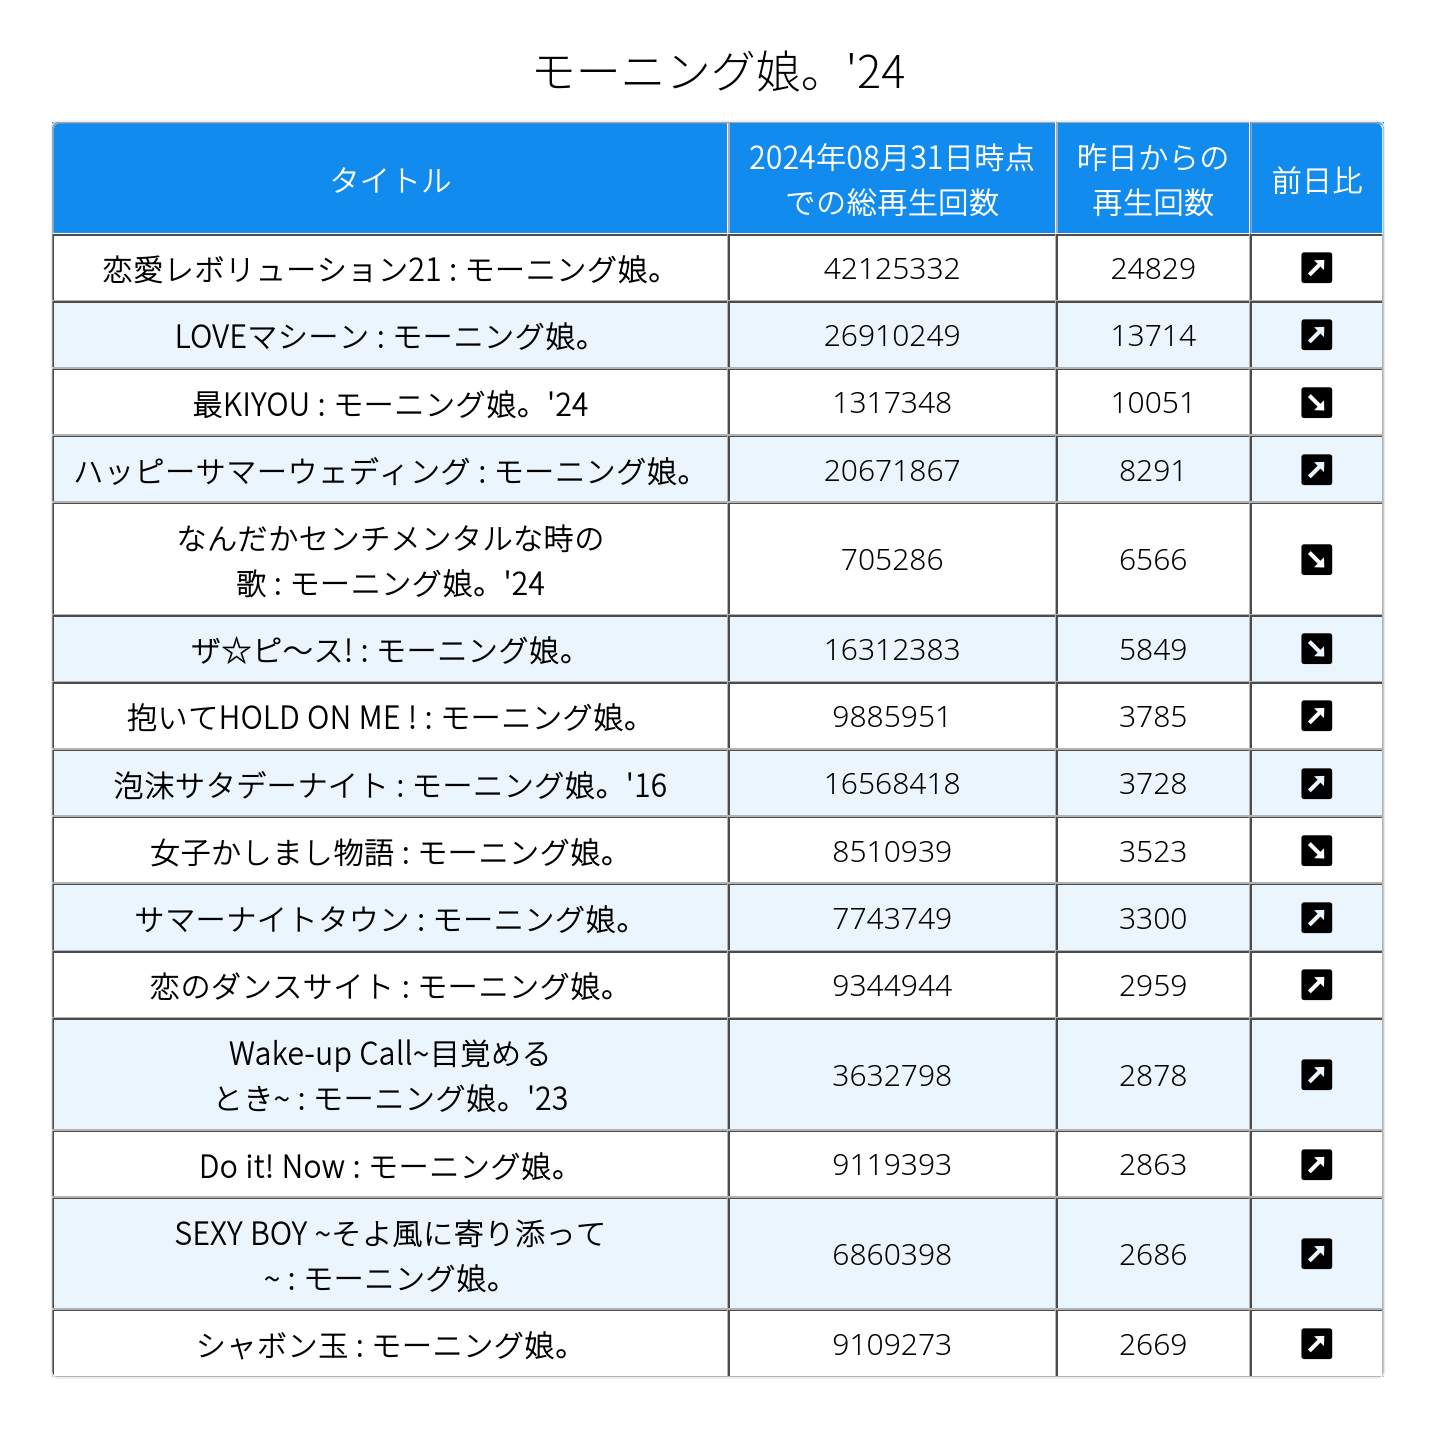 モーニング娘。'24
タイトル
2024年08月31日時点
での総再生回数
昨日からの
再生回数
前日比
恋愛レボリューション21 : モーニング娘。
42125332
24829
LOVEマシーン : モーニング娘。
26910249
13714
最KIYOU : モーニング娘。'24
1317348
10051
ハッピーサマーウェディング : モーニング娘。
20671867
8291
なんだかセンチメンタルな時の
歌 : モーニング娘。'24
705286
6566
ザ☆ピ〜ス! : モーニング娘。
16312383
5849
抱いてHOLD ON ME ! : モーニング娘。
9885951
3785
泡沫サタデーナイト : モーニング娘。'16
16568418
3728
女子かしまし物語 : モーニング娘。
8510939
3523
サマーナイトタウン : モーニング娘。
7743749
3300
恋のダンスサイト : モーニング娘。
9344944
2959
Wake-up Call~目覚める
とき~ : モーニング娘。'23
3632798
2878
Do it! Now : モーニング娘。
9119393
2863
SEXY BOY ~そよ風に寄り添って
~ : モーニング娘。
6860398
2686
シャボン玉 : モーニング娘。
9109273
2669